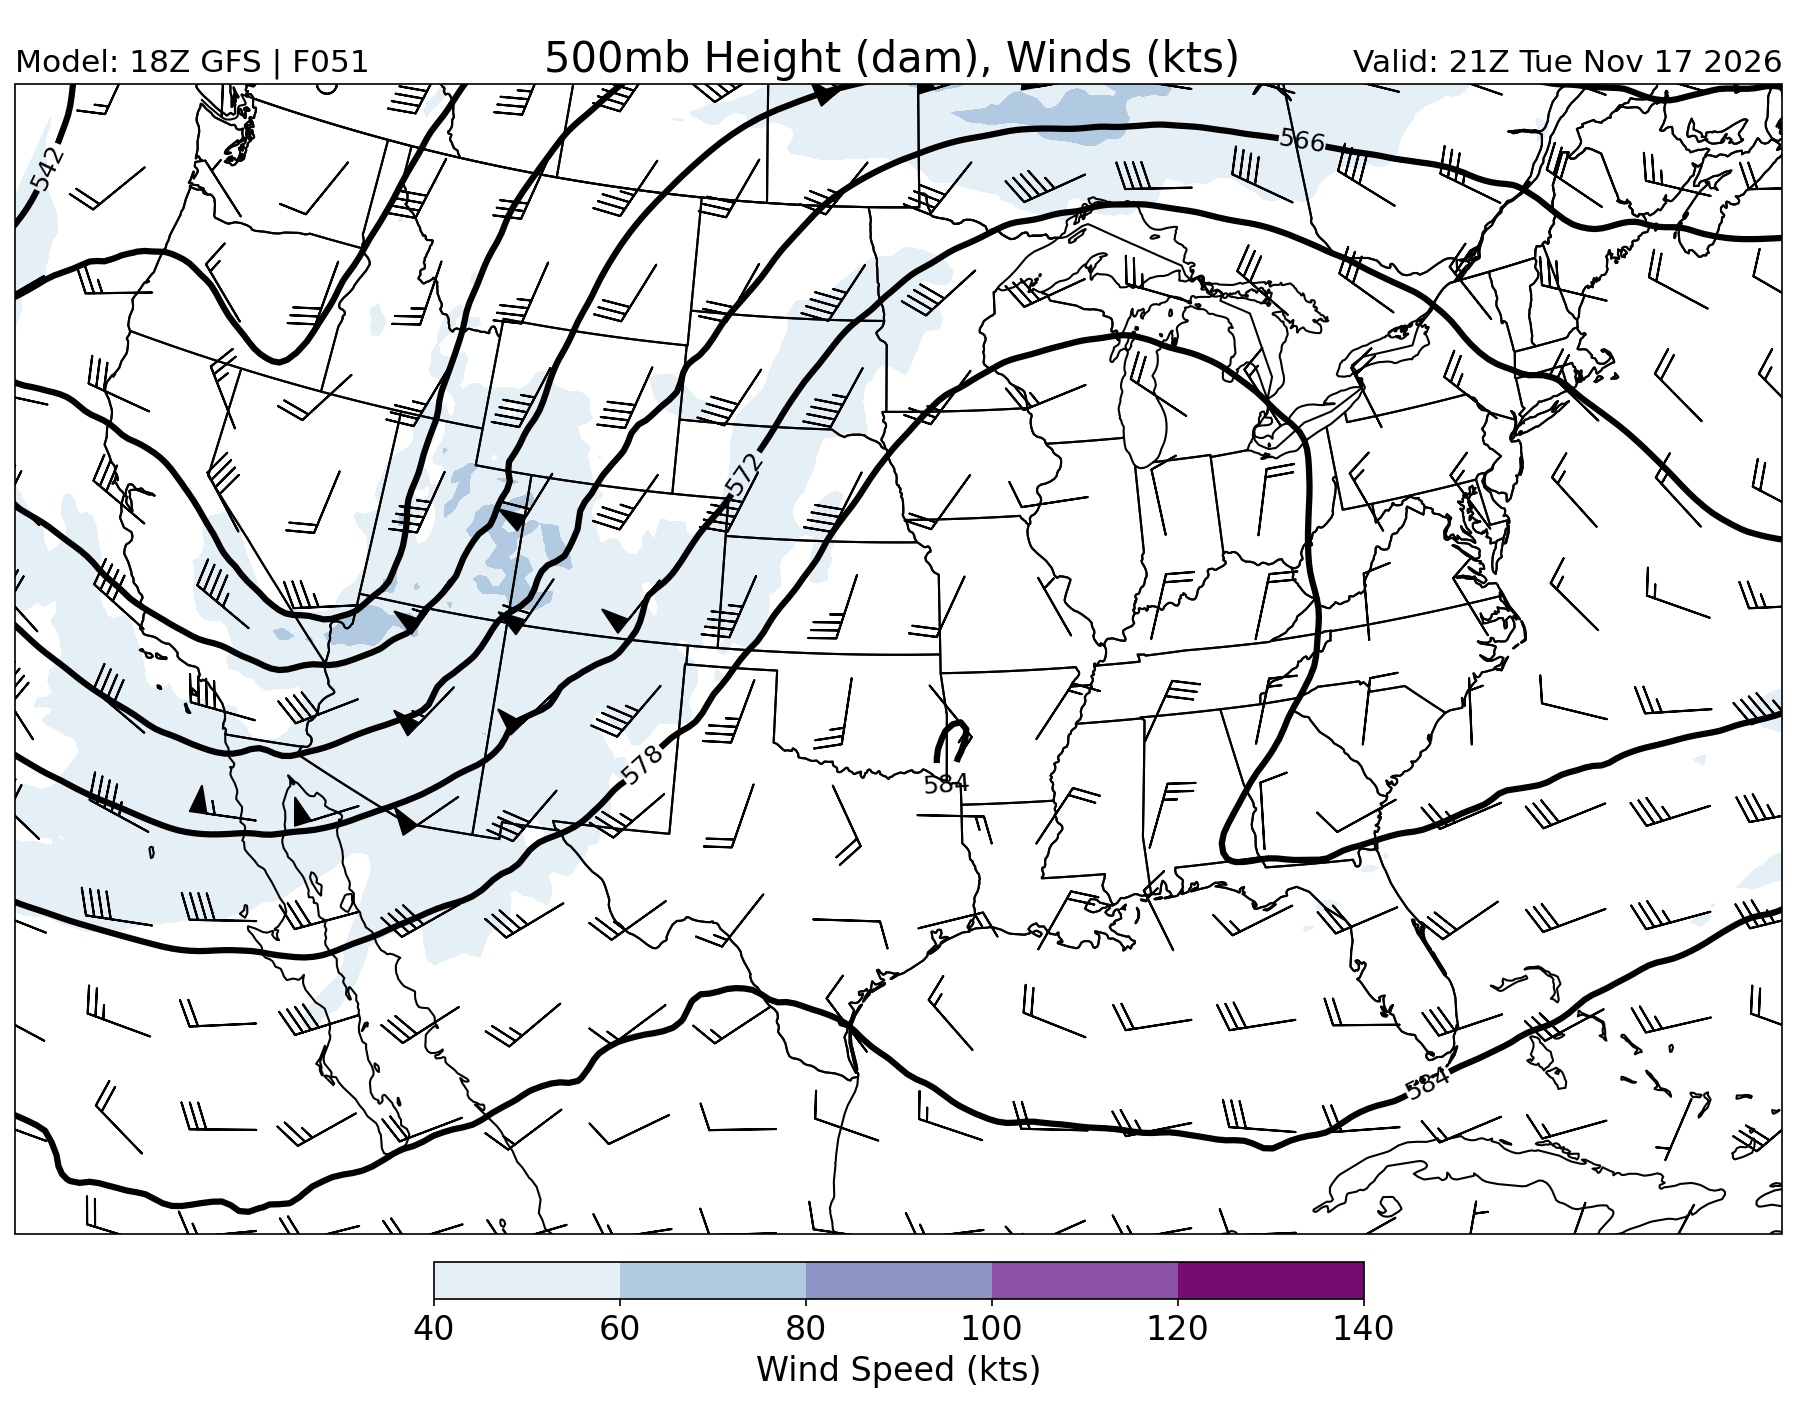 Model: 18Z GFS | F051
500mb Height (dam), Winds (kts)
Valid: 21Z Tue Nov 17 2026
542
566
572
578
584
584
40 60 80 100 120 140
Wind Speed (kts)